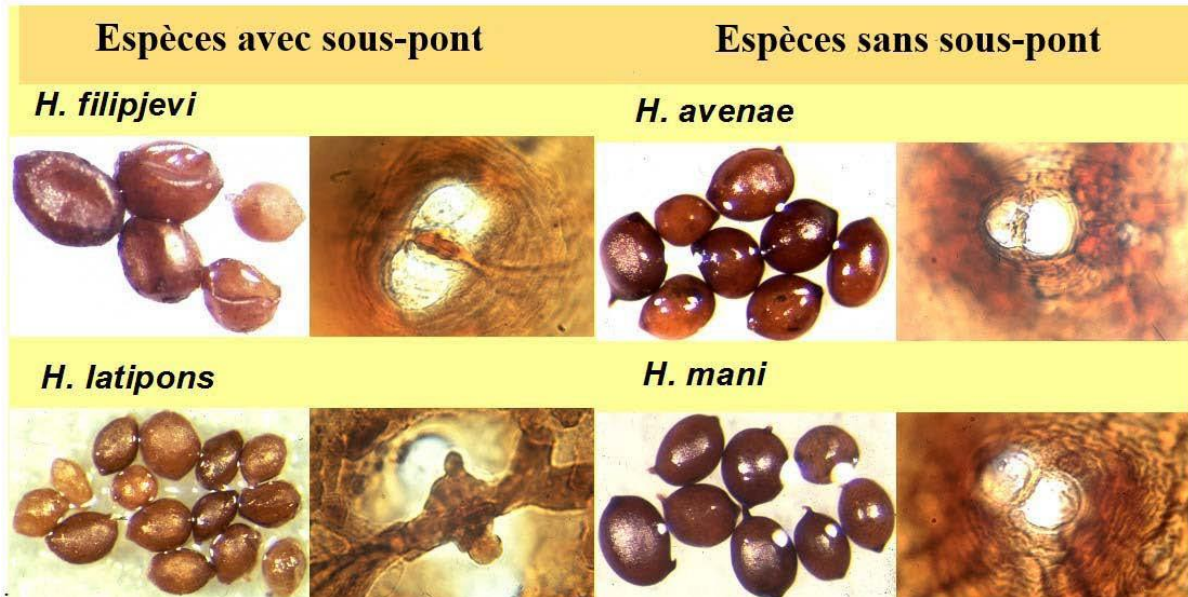 Espèces avec sous-pont
Espèces sans sous-pont
H. filipjevi
H. avenae
H. latipons
H. mani